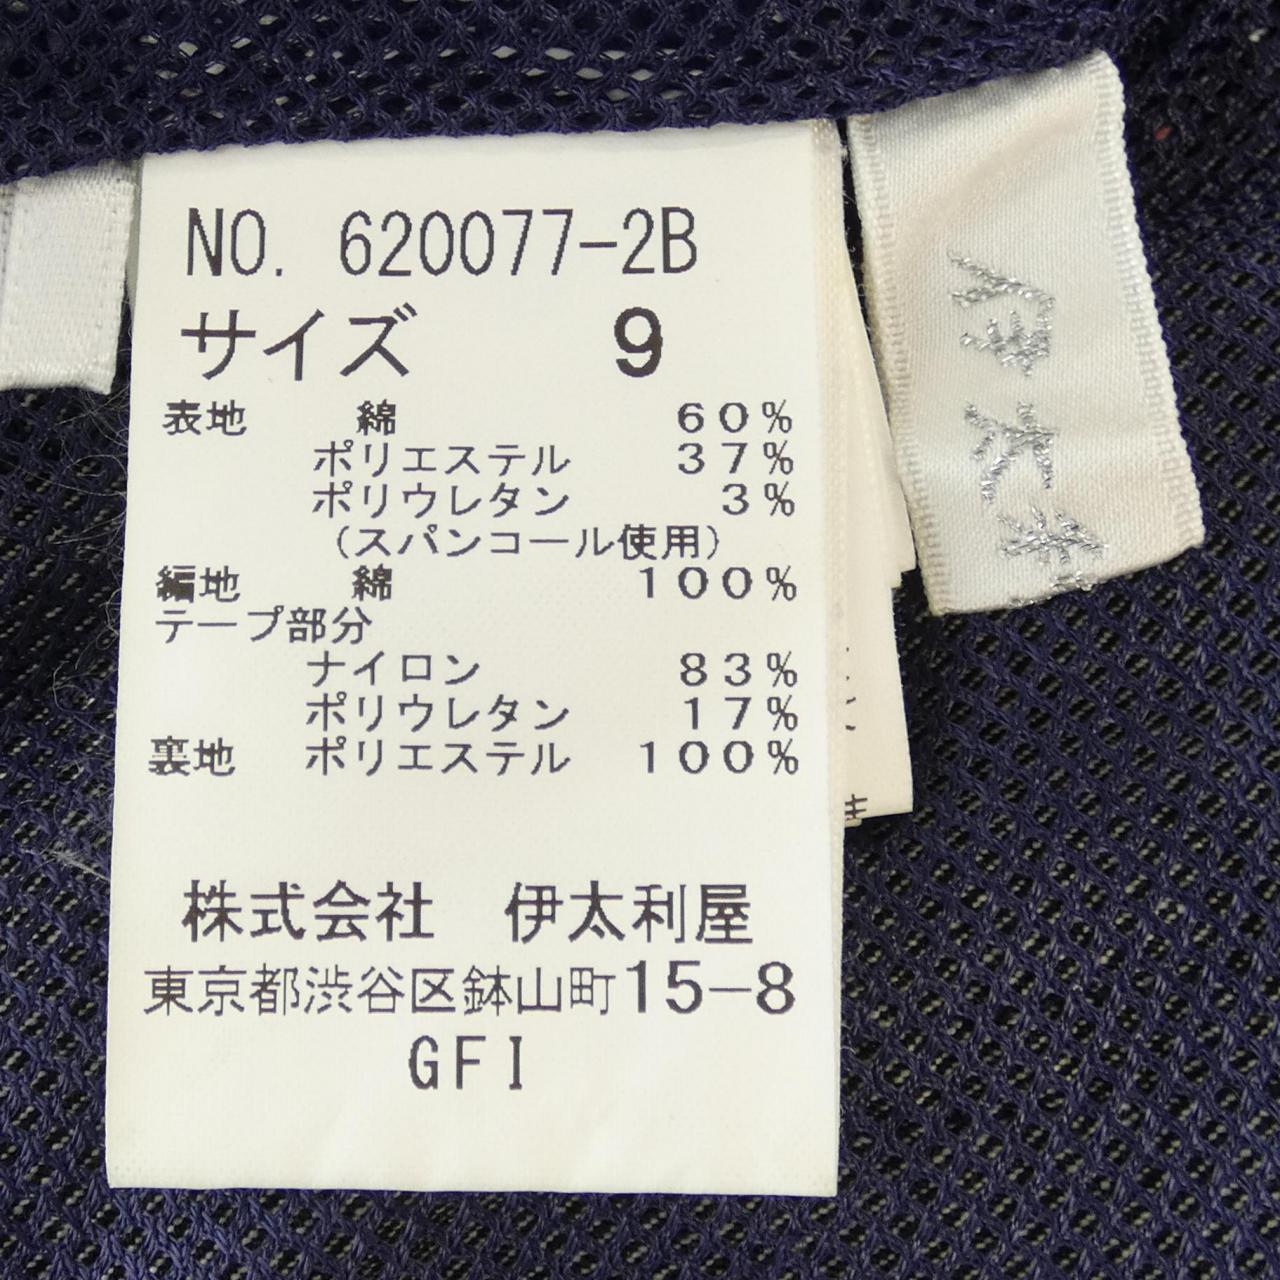 NO. 620077-2B
サイズ 9
表地 綿 60%
ポリエステル 37%
ポリウレタン 3%
(スパンコール使用)
編地 綿 100%
テープ部分
ナイロン 83%
ポリウレタン 17%
裏地 ポリエステル 100%
株式会社 伊太利屋
東京都渋谷区鉢山町15-8
GFI
伊太利